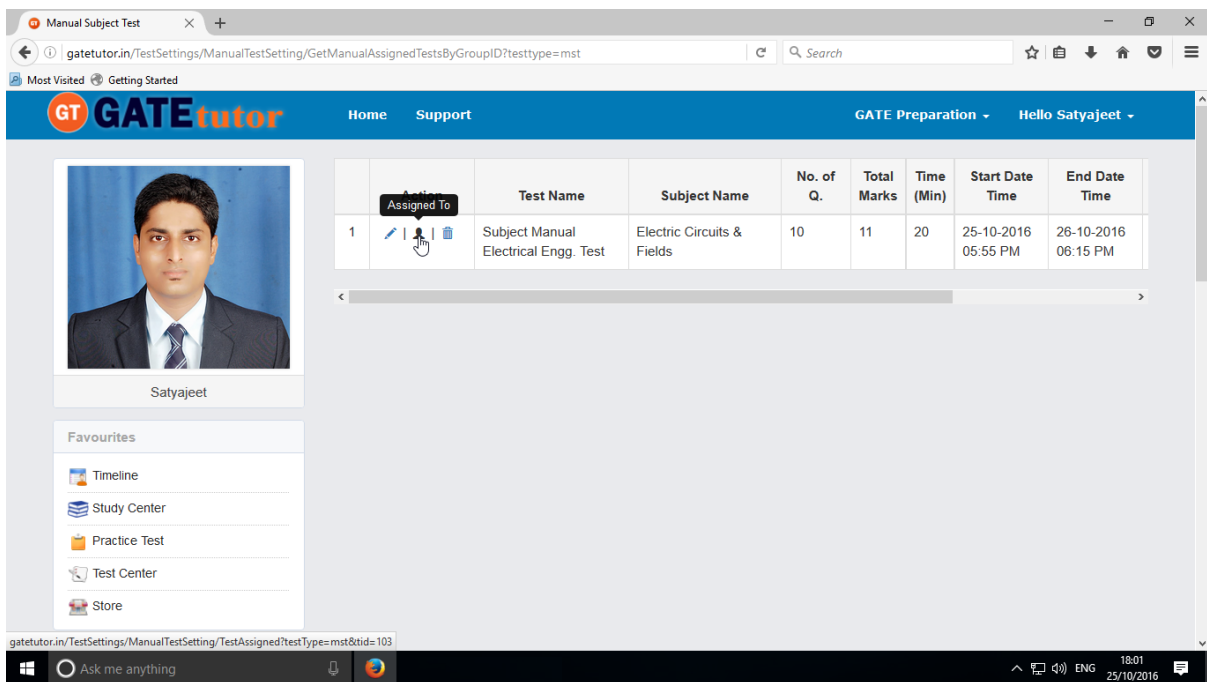 Manual Subject Test
gatetutor.in/TestSettings/ManualTestSetting/GetManualAssignedTestsByGroupID?testtype=mst
Search
Most Visited Getting Started
GT GATEtutor Home Support GATE Preparation Hello Satyajeet
Action Test Name Subject Name No. of Q. Total Marks Time (Min) Start Date Time End Date Time
Assigned To
1 | | Subject Manual Electric Circuits & 10 11 20 25-10-2016 26-10-2016
Electrical Engg. Test Fields 05:55 PM 06:15 PM
Satyajeet
Favourites
Timeline
Study Center
Practice Test
Test Center
Store
gatetutor.in/TestSettings/ManualTestSetting/TestAssigned?testType=mst&tid=103
Ask me anything ENG 18:01
25/10/2016